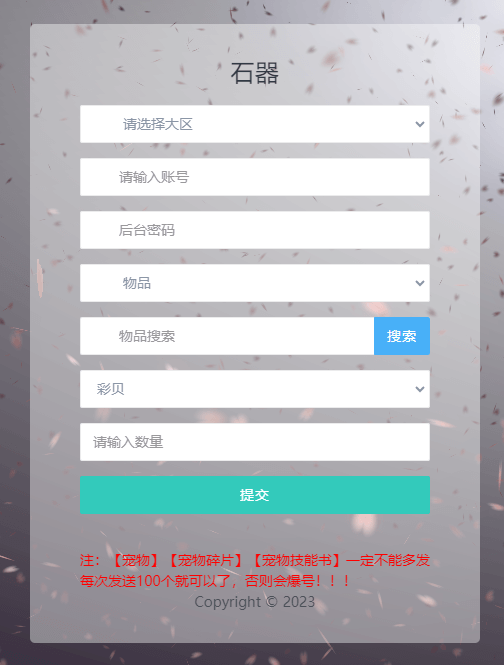 石器
请选择大区
请输入账号
后台密码
物品
物品搜索 搜索
彩贝
请输入数量
提交
注：【宠物】【宠物碎片】【宠物技能书】一定不能多发
每次发送100个就可以了，否则会爆号！！！
Copyright © 2023